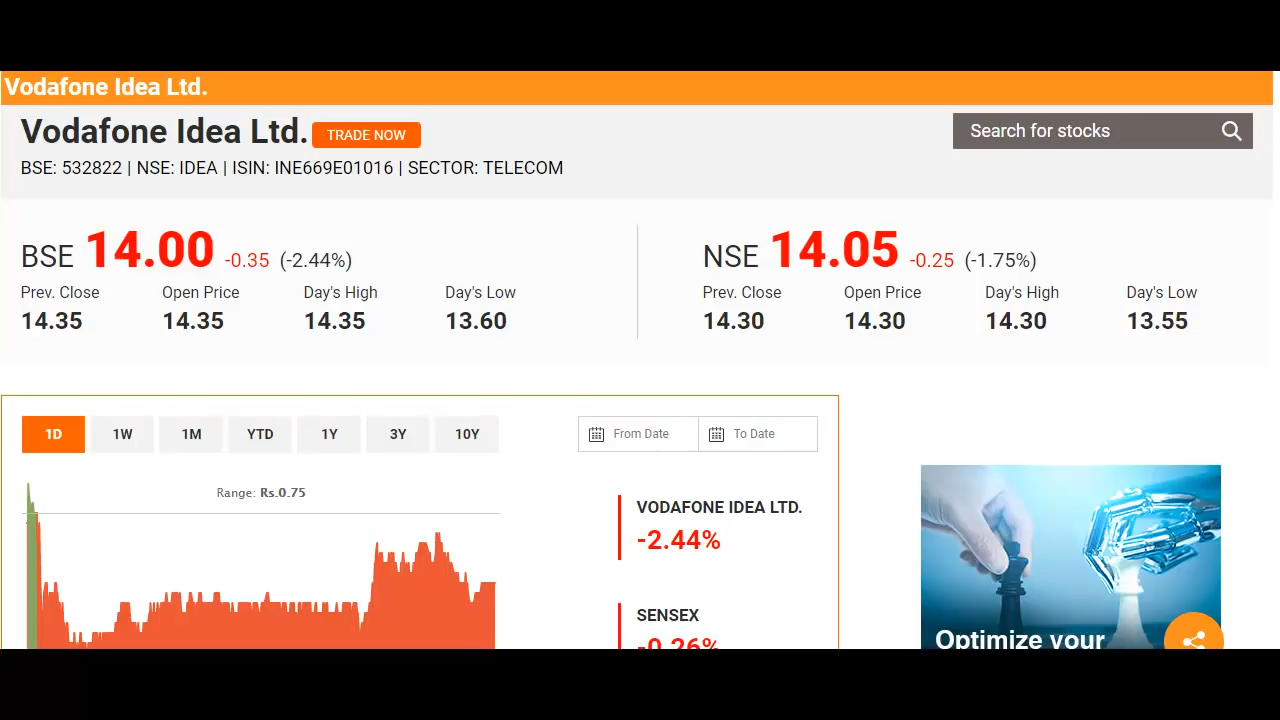 Vodafone Idea Ltd.
Vodafone Idea Ltd. TRADE NOW
Search for stocks
BSE: 532822 | NSE: IDEA | ISIN: INE669E01016 | SECTOR: TELECOM
BSE 14.00 -0.35 (-2.44%)
Prev. Close Open Price Day's High Day's Low
14.35 14.35 14.35 13.60
NSE 14.05 -0.25 (-1.75%)
Prev. Close Open Price Day's High Day's Low
14.30 14.30 14.30 13.55
1D 1W 1M YTD 1Y 3Y 10Y
From Date To Date
Range: Rs.0.75
VODAFONE IDEA LTD.
-2.44%
SENSEX
-0.26%
Optimize your